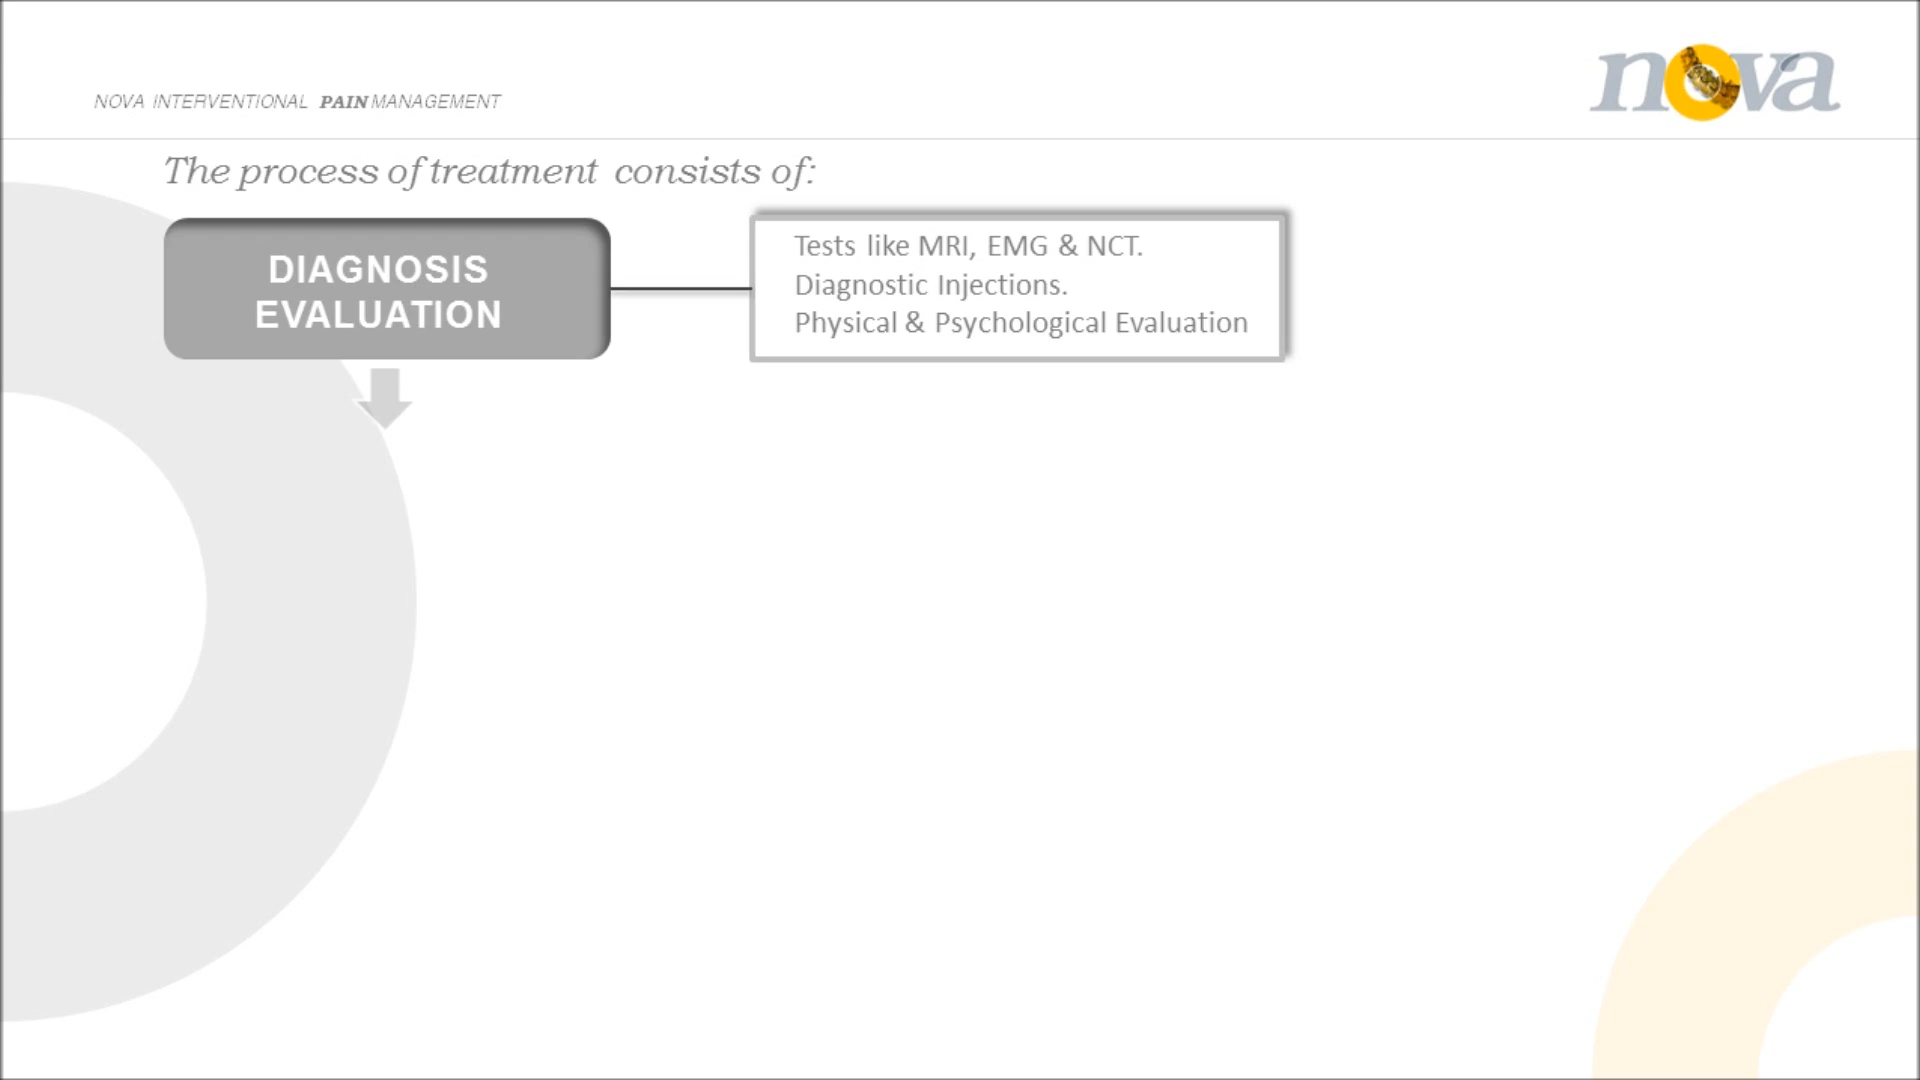 NOVA INTERVENTIONAL PAIN MANAGEMENT
nova
The process of treatment consists of:
DIAGNOSIS
EVALUATION
Tests like MRI, EMG & NCT.
Diagnostic Injections.
Physical & Psychological Evaluation